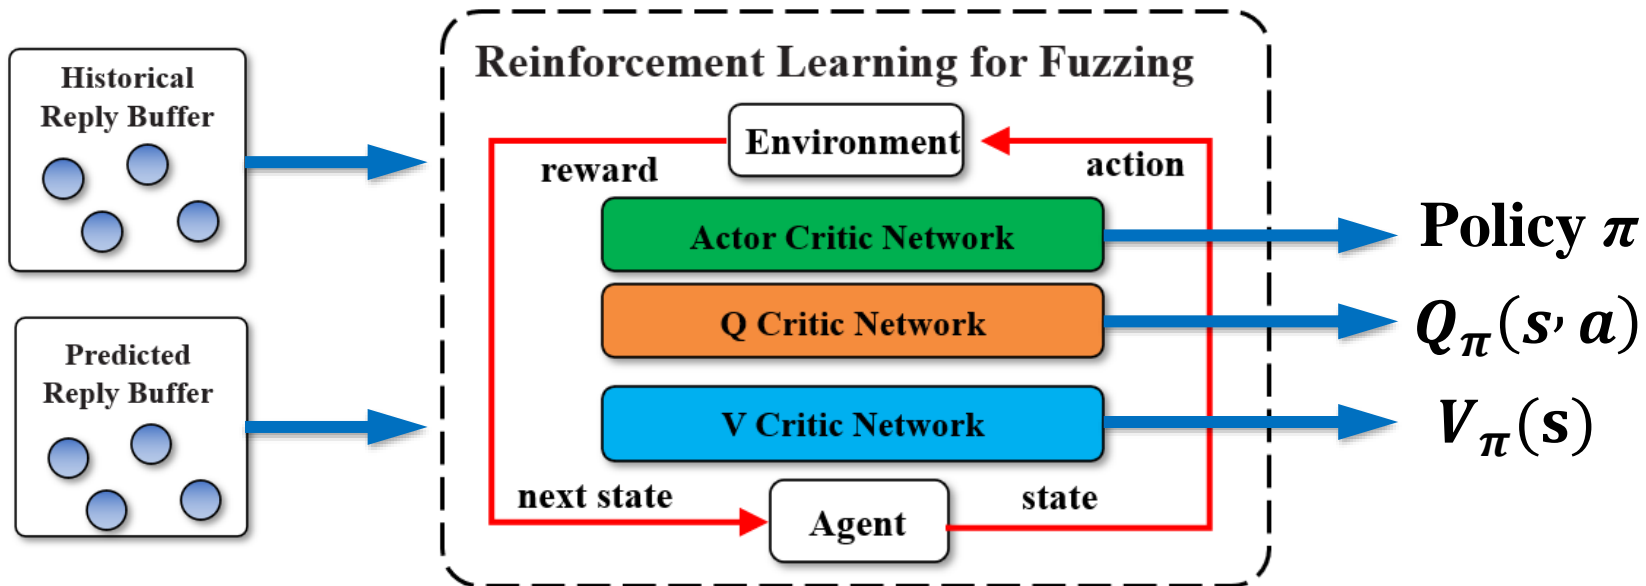 Historical
Reply Buffer
Predicted
Reply Buffer
Reinforcement Learning for Fuzzing
Environment
reward
action
Actor Critic Network
Q Critic Network
V Critic Network
next state
state
Agent
Policy π
Qπ(s, a)
Vπ(s)